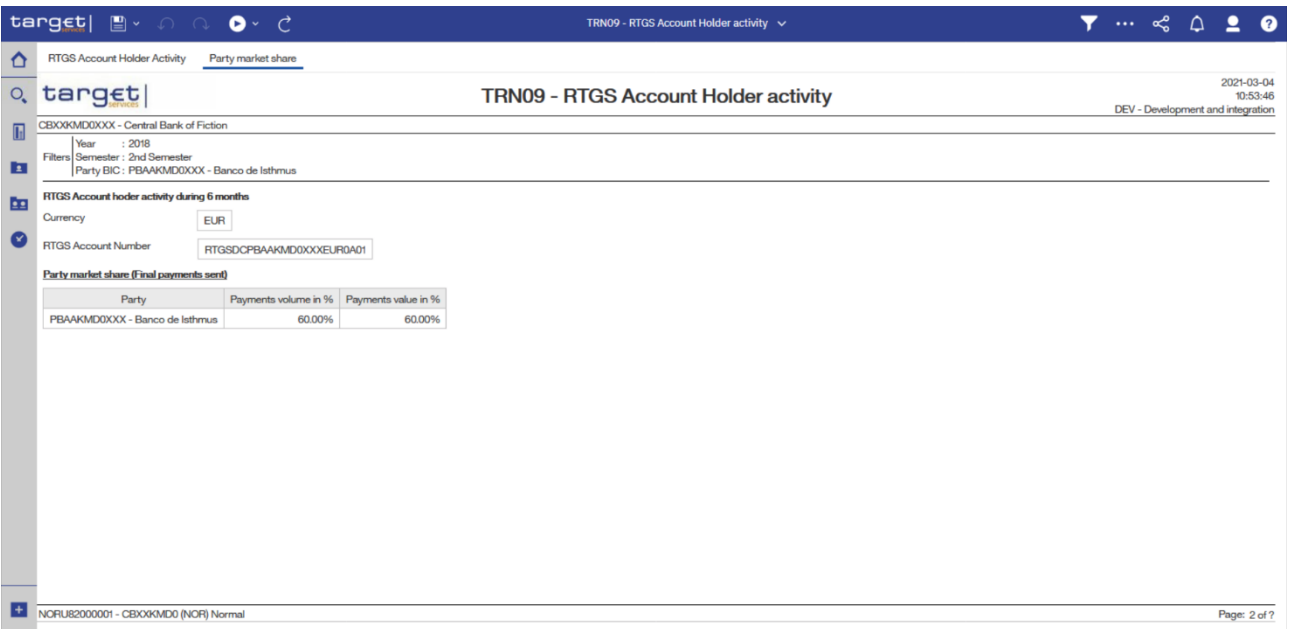 target| services TRN09 - RTGS Account Holder activity
RTGS Account Holder Activity Party market share
target| services
TRN09 - RTGS Account Holder activity
2021-03-04
10:53:46
DEV - Development and integration
CBXXKMD0XXX - Central Bank of Fiction
Filters
Year : 2018
Semester : 2nd Semester
Party BIC : PBAAKMD0XXX - Banco de Isthmus
RTGS Account hoder activity during 6 months
Currency EUR
RTGS Account Number RTGSDCPBAAKMD0XXXEUR0A01
Party market share (Final payments sent)
Party Payments volume in % Payments value in %
PBAAKMD0XXX - Banco de Isthmus 60.00% 60.00%
NORU82000001 - CBXXKMD0 (NOR) Normal Page: 2 of ?